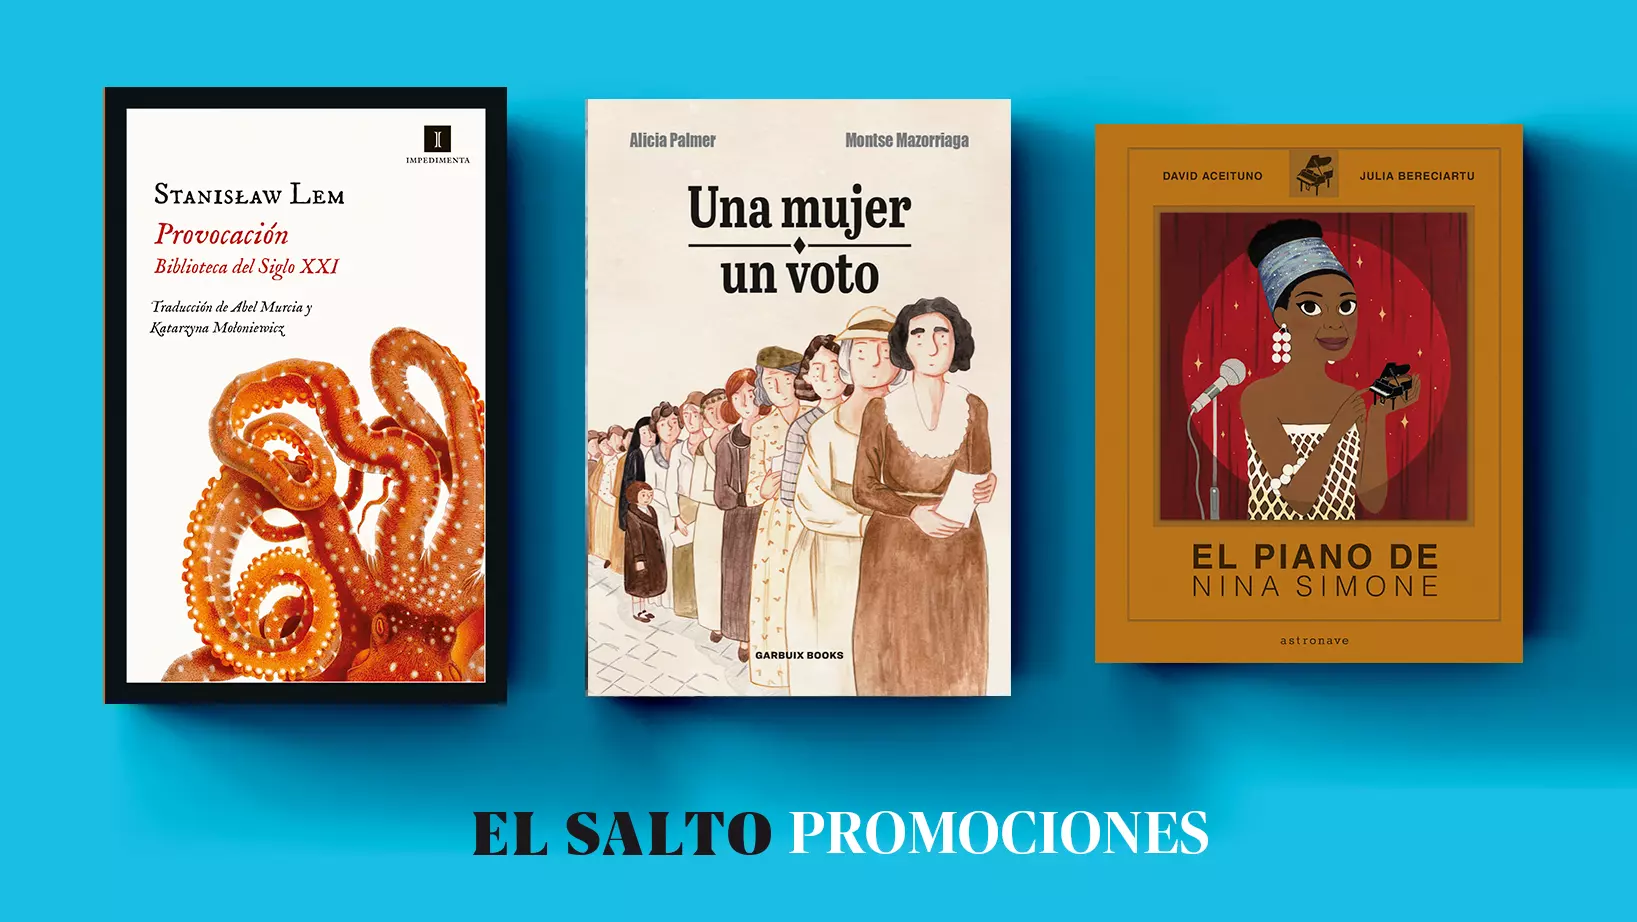 I
IMPEDIMENTA
Stanisław Lem
Provocación
Biblioteca del Siglo XXI
Traducción de Abel Murcia y
Katarzyna Mołoniewicz
Alicia Palmer
Montse Mazorriaga
Una mujer
un voto
GARBUIX BOOKS
DAVID ACEITUNO
JULIA BERECIARTU
EL PIANO DE
NINA SIMONE
astronave
EL SALTO PROMOCIONES